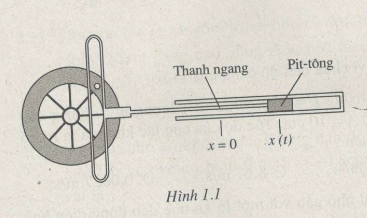 Thanh ngang
Pit-tông
x = 0
x (t)
Hình 1.1